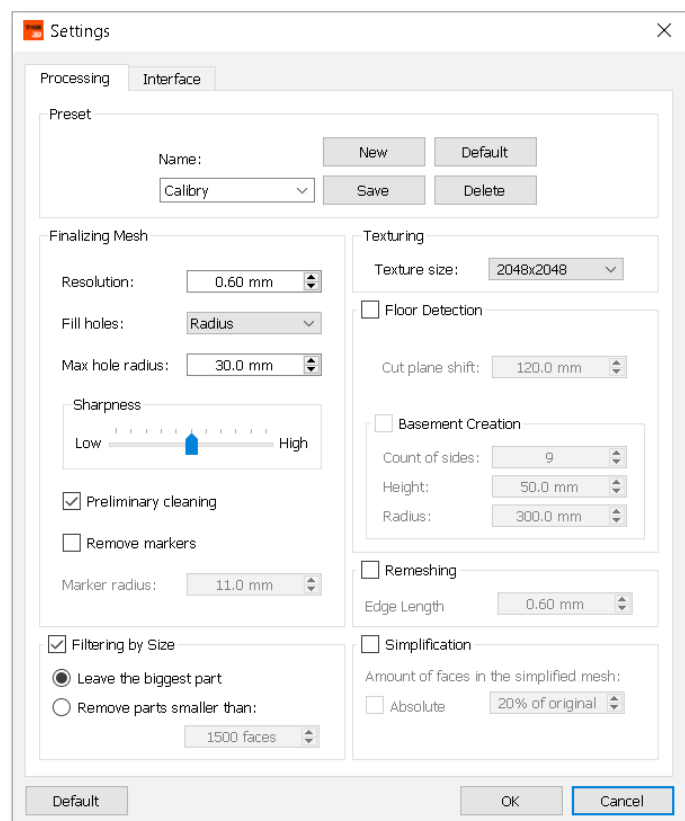 Settings
Processing
Interface
Preset
Name:
New
Default
Calibry
Save
Delete
Finalizing Mesh
Resolution:
0.60 mm
Fill holes:
Radius
Max hole radius:
30.0 mm
Sharpness
Low
High
Preliminary cleaning
Remove markers
Marker radius:
11.0 mm
Filtering by Size
Leave the biggest part
Remove parts smaller than:
1500 faces
Texturing
Texture size:
2048x2048
Floor Detection
Cut plane shift:
120.0 mm
Basement Creation
Count of sides:
9
Height:
50.0 mm
Radius:
300.0 mm
Remeshing
Edge Length
0.60 mm
Simplification
Amount of faces in the simplified mesh:
Absolute
20% of original
Default
OK
Cancel